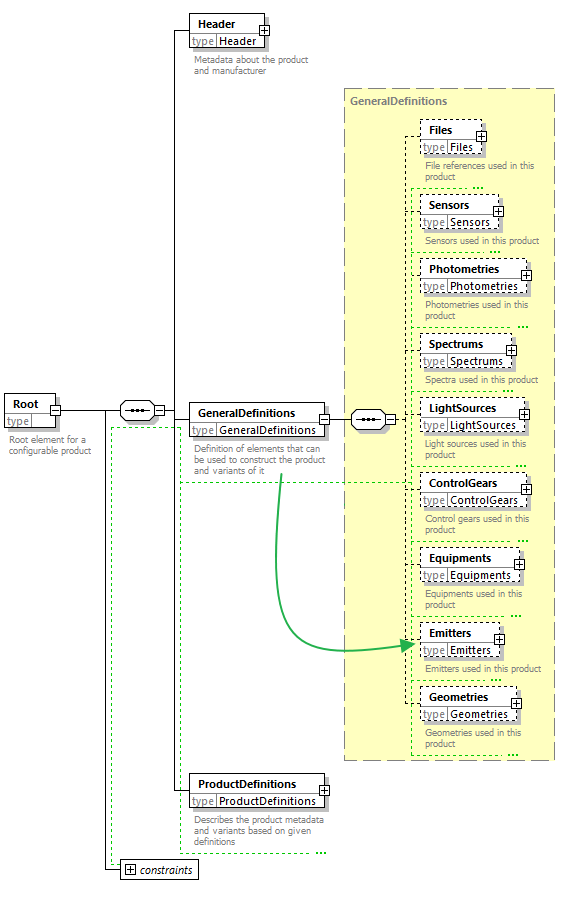 Header
type Header
Metadata about the product
and manufacturer
GeneralDefinitions
Files
type Files
File references used in this
product
Sensors
type Sensors
Sensors used in this product
Photometries
type Photometries
Photometries used in this
product
Spectrums
type Spectrums
Spectra used in this product
Root
type
Root element for a
configurable product
GeneralDefinitions
type GeneralDefinitions
Definition of elements that can
be used to construct the product
and variants of it
LightSources
type LightSources
Light sources used in this
product
ControlGears
type ControlGears
Control gears used in this
product
Equipments
type Equipments
Equipments used in this
product
Emitters
type Emitters
Emitters used in this product
Geometries
type Geometries
Geometries used in this
product
ProductDefinitions
type ProductDefinitions
Describes the product metadata
and variants based on given
definitions
constraints